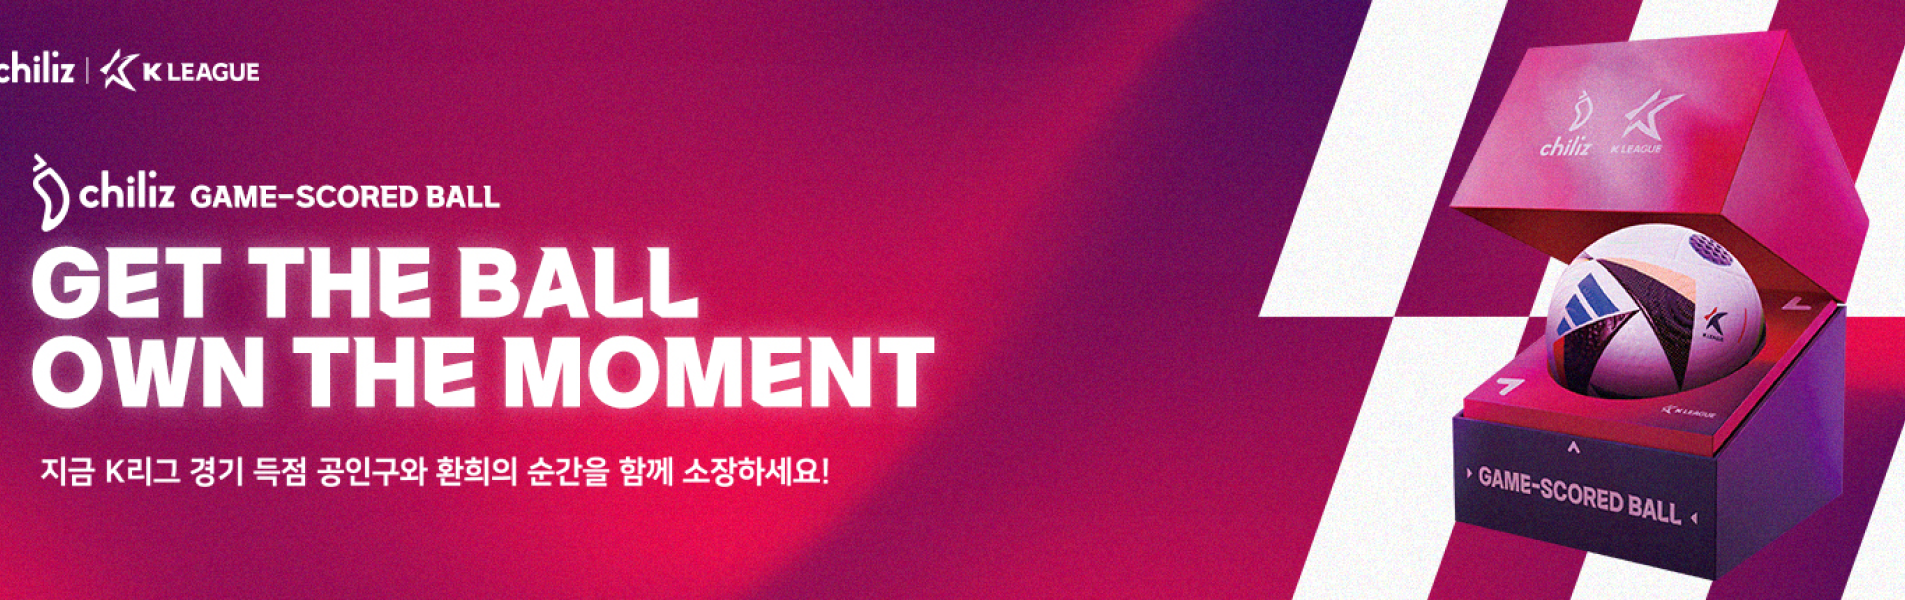 chiliz | K LEAGUE
chiliz GAME-SCORED BALL
GET THE BALL
OWN THE MOMENT
지금 K리그 경기 득점 공인구와 환희의 순간을 함께 소장하세요!
chiliz K LEAGUE
K LEAGUE
K LEAGUE
GAME-SCORED BALL